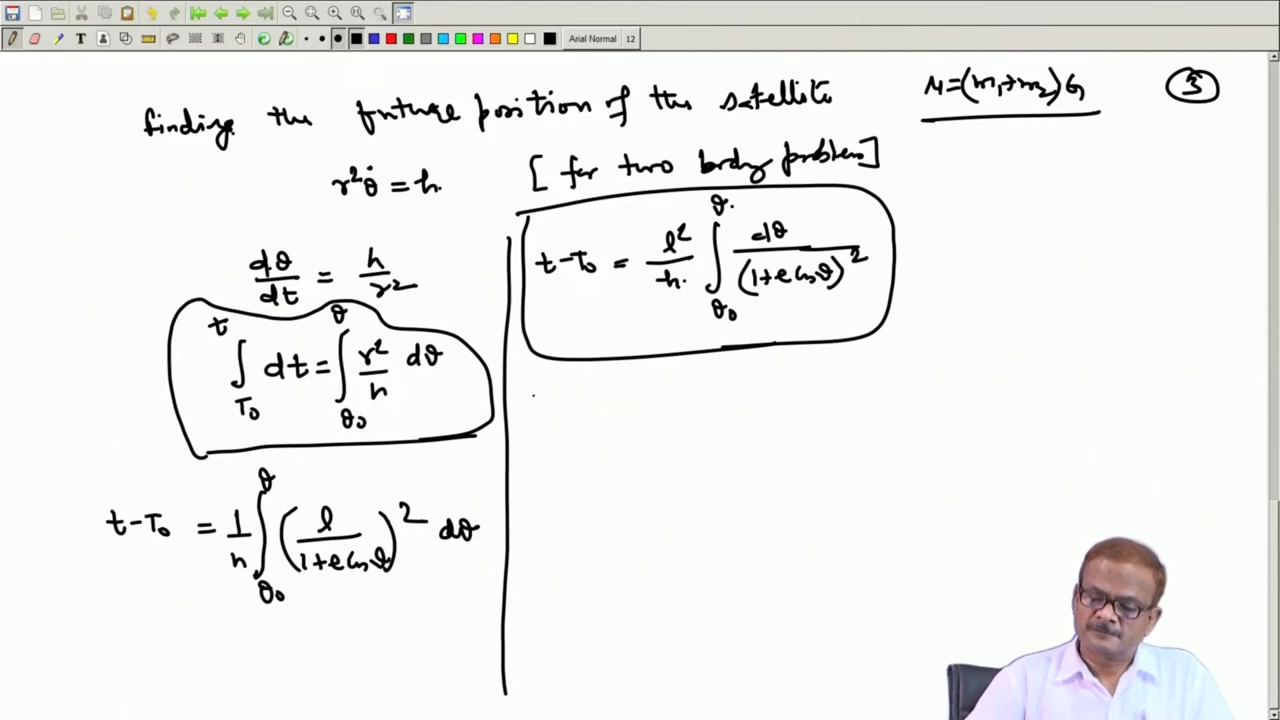 Arial Normal 12
finding the future position of the satellite
μ=(m₁+m₂)G
③
r²θ̇ = h.
[for two body problem]
dθ/dt = h/r²
∫_{T₀}^{t} dt = ∫_{θ₀}^{θ} r²/h dθ
t-T₀ = 1/h ∫_{θ₀}^{θ} (l/(1+e cos θ))² dθ
t-T₀ = l²/h. ∫_{θ₀}^{θ.} dθ/(1+e cos θ)²